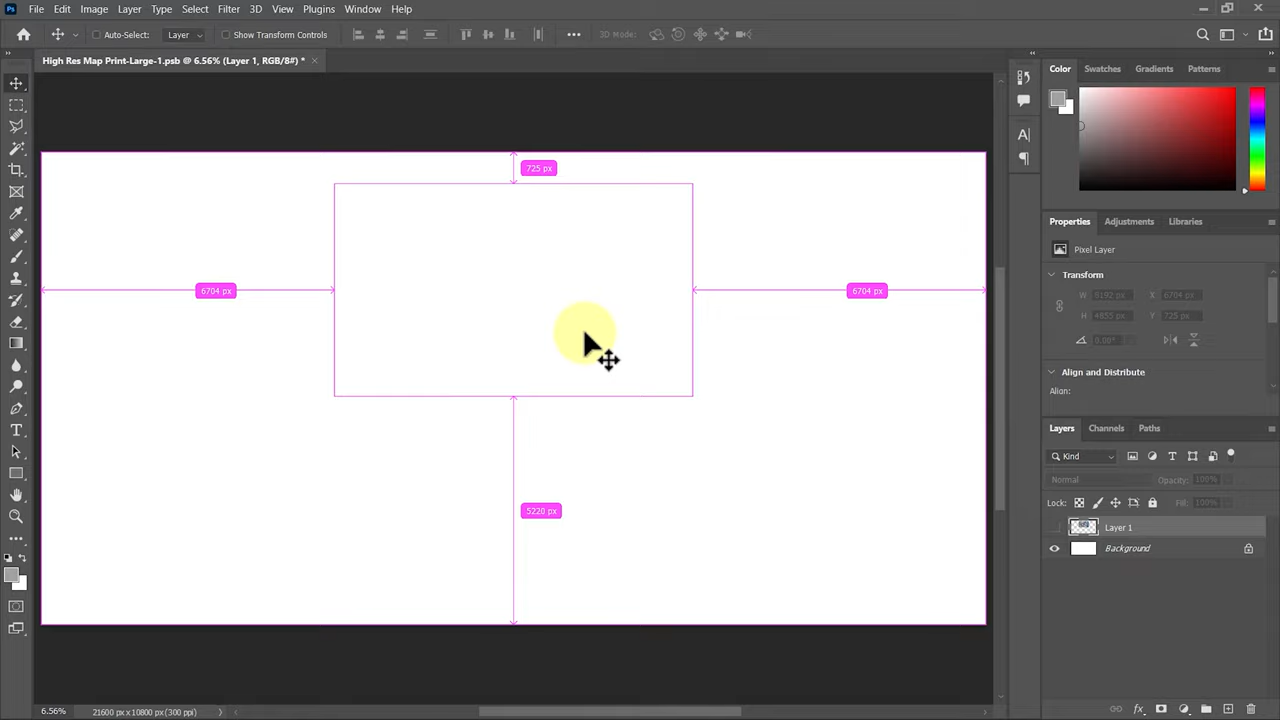 Ps File Edit Image Layer Type Select Filter 3D View Plugins Window Help
Auto-Select: Layer Show Transform Controls 3D Mode:
High Res Map Print-Large-1.psb @ 6.56% (Layer 1, RGB/8#) *
Color Swatches Gradients Patterns
725 px
6704 px
6704 px
5220 px
Properties Adjustments Libraries
Pixel Layer
Transform
W 8192 px X 6704 px
H 4855 px Y 725 px
0.00°
Align and Distribute
Align:
Layers Channels Paths
Kind
Normal Opacity: 100%
Lock: Fill: 100%
Layer 1
Background
6.56% 21600 px x 10800 px (300 ppi)